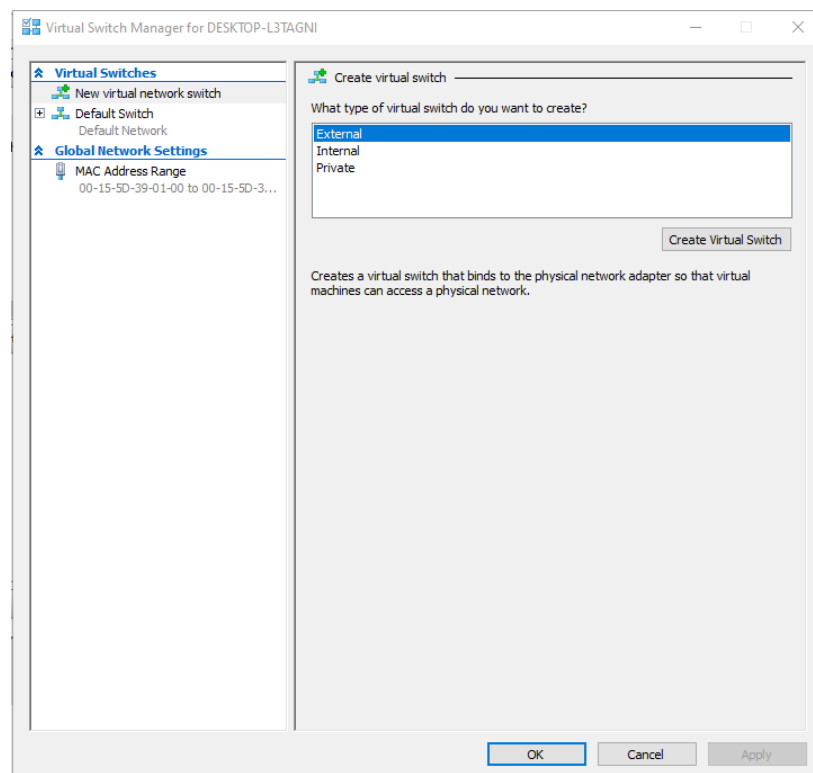 Virtual Switch Manager for DESKTOP-L3TAGNI
Virtual Switches
New virtual network switch
Default Switch
Default Network
Global Network Settings
MAC Address Range
00-15-5D-39-01-00 to 00-15-5D-3...
Create virtual switch
What type of virtual switch do you want to create?
External
Internal
Private
Create Virtual Switch
Creates a virtual switch that binds to the physical network adapter so that virtual
machines can access a physical network.
OK
Cancel
Apply